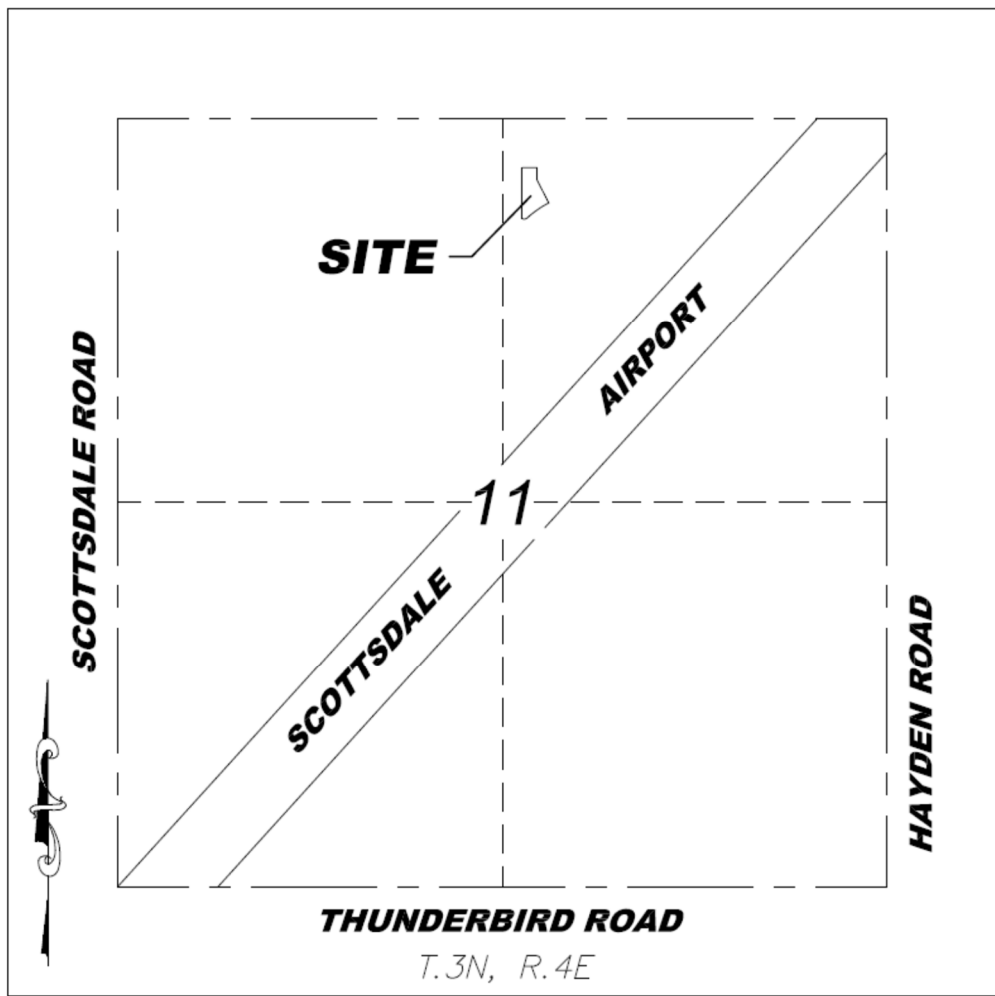 SITE
SCOTTSDALE ROAD
AIRPORT
11
SCOTTSDALE
HAYDEN ROAD
THUNDERBIRD ROAD
T.3N, R.4E